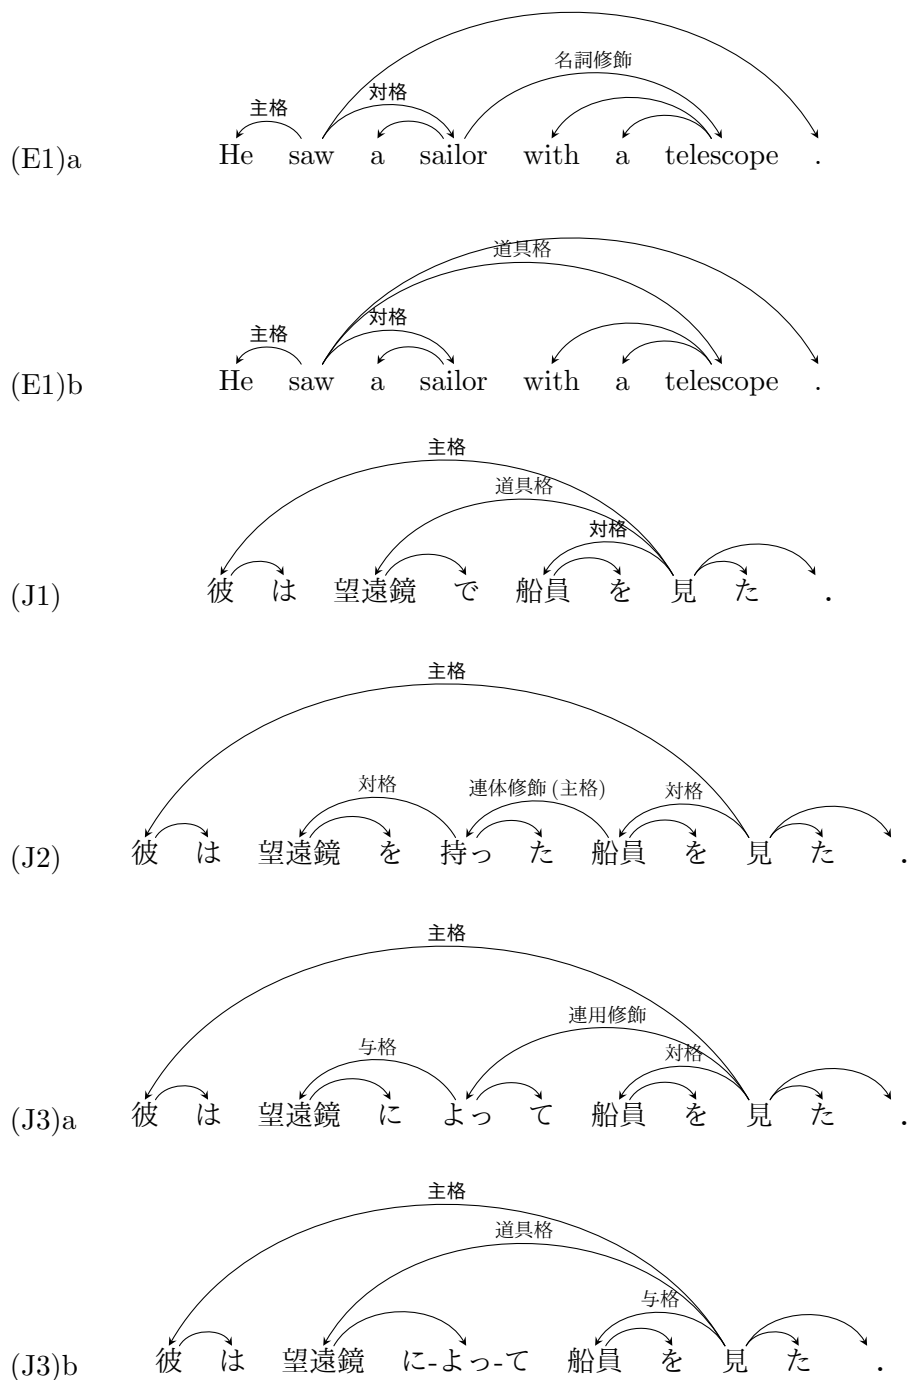 名詞修飾
対格
主格
(E1)a He saw a sailor with a telescope .
道具格
対格
主格
(E1)b He saw a sailor with a telescope .
主格
道具格
対格
(J1) 彼 は 望遠鏡 で 船員 を 見 た .
主格
対格 連体修飾 (主格) 対格
(J2) 彼 は 望遠鏡 を 持っ た 船員 を 見 た .
主格
連用修飾
与格 対格
(J3)a 彼 は 望遠鏡 に よっ て 船員 を 見 た .
主格
道具格
与格
(J3)b 彼 は 望遠鏡 に-よっ-て 船員 を 見 た .